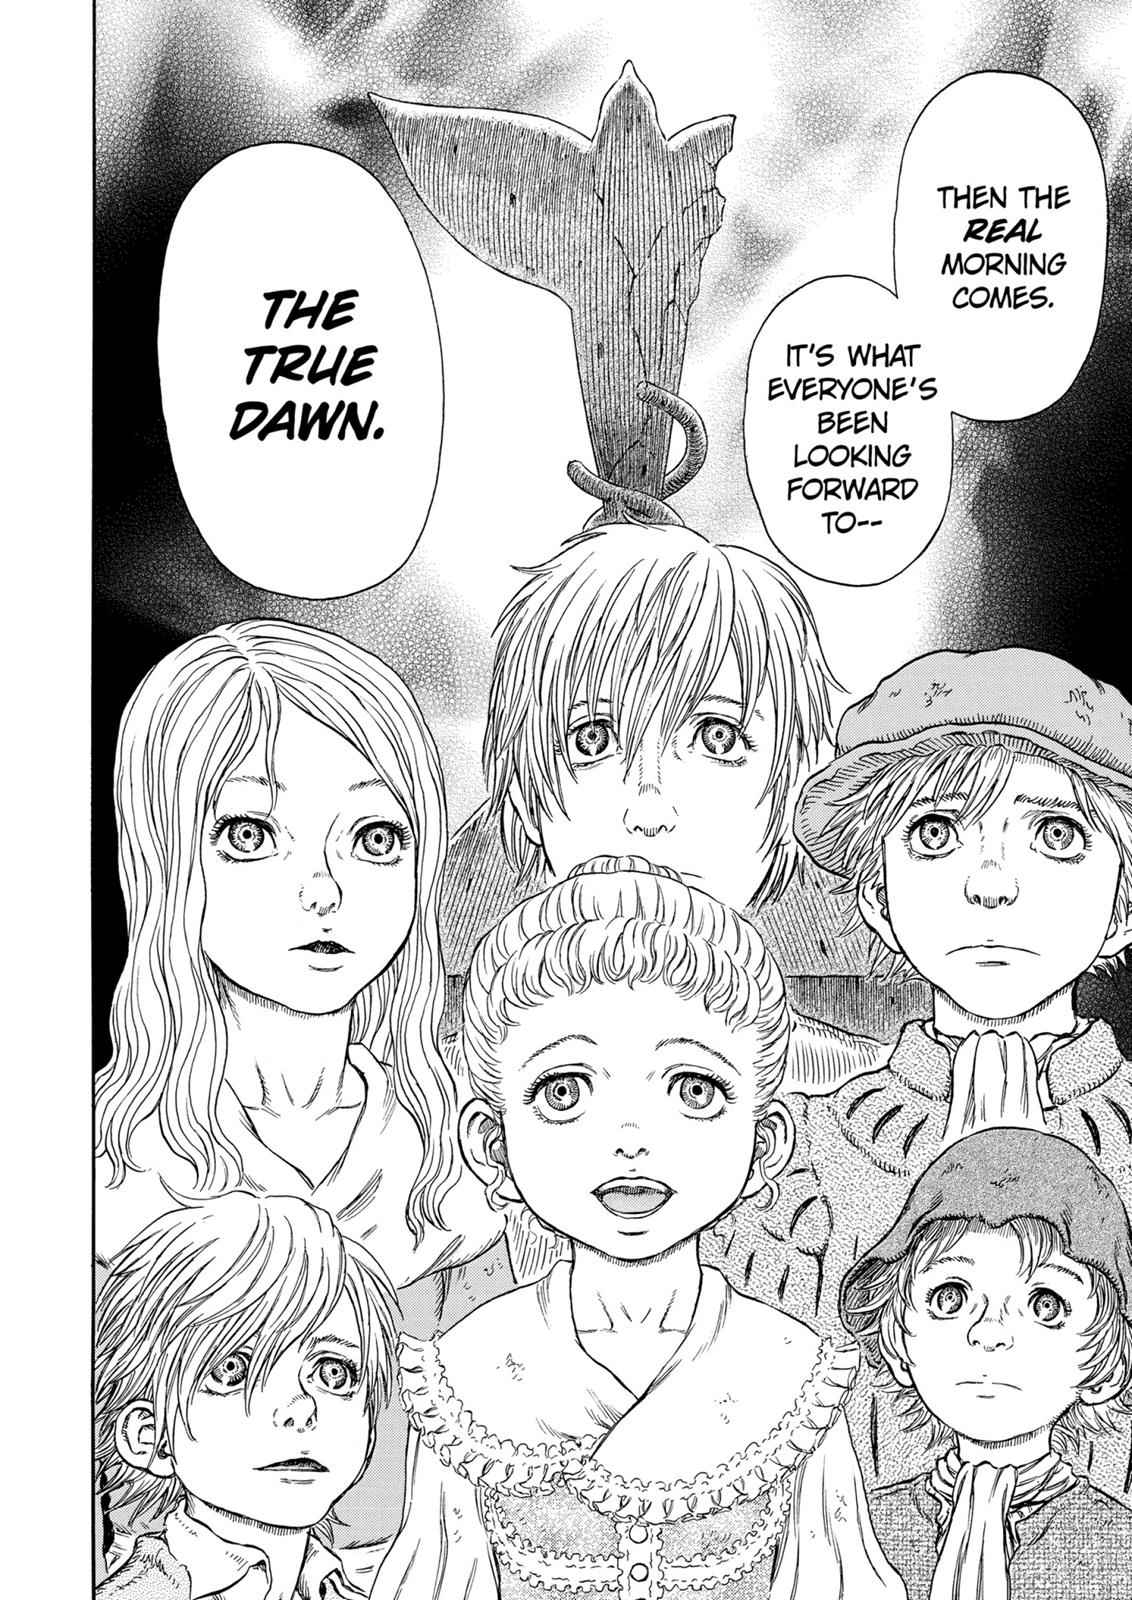 THEN THE
REAL
MORNING
COMES.
IT'S WHAT
EVERYONE'S
BEEN
LOOKING
FORWARD
TO--
THE
TRUE
DAWN.